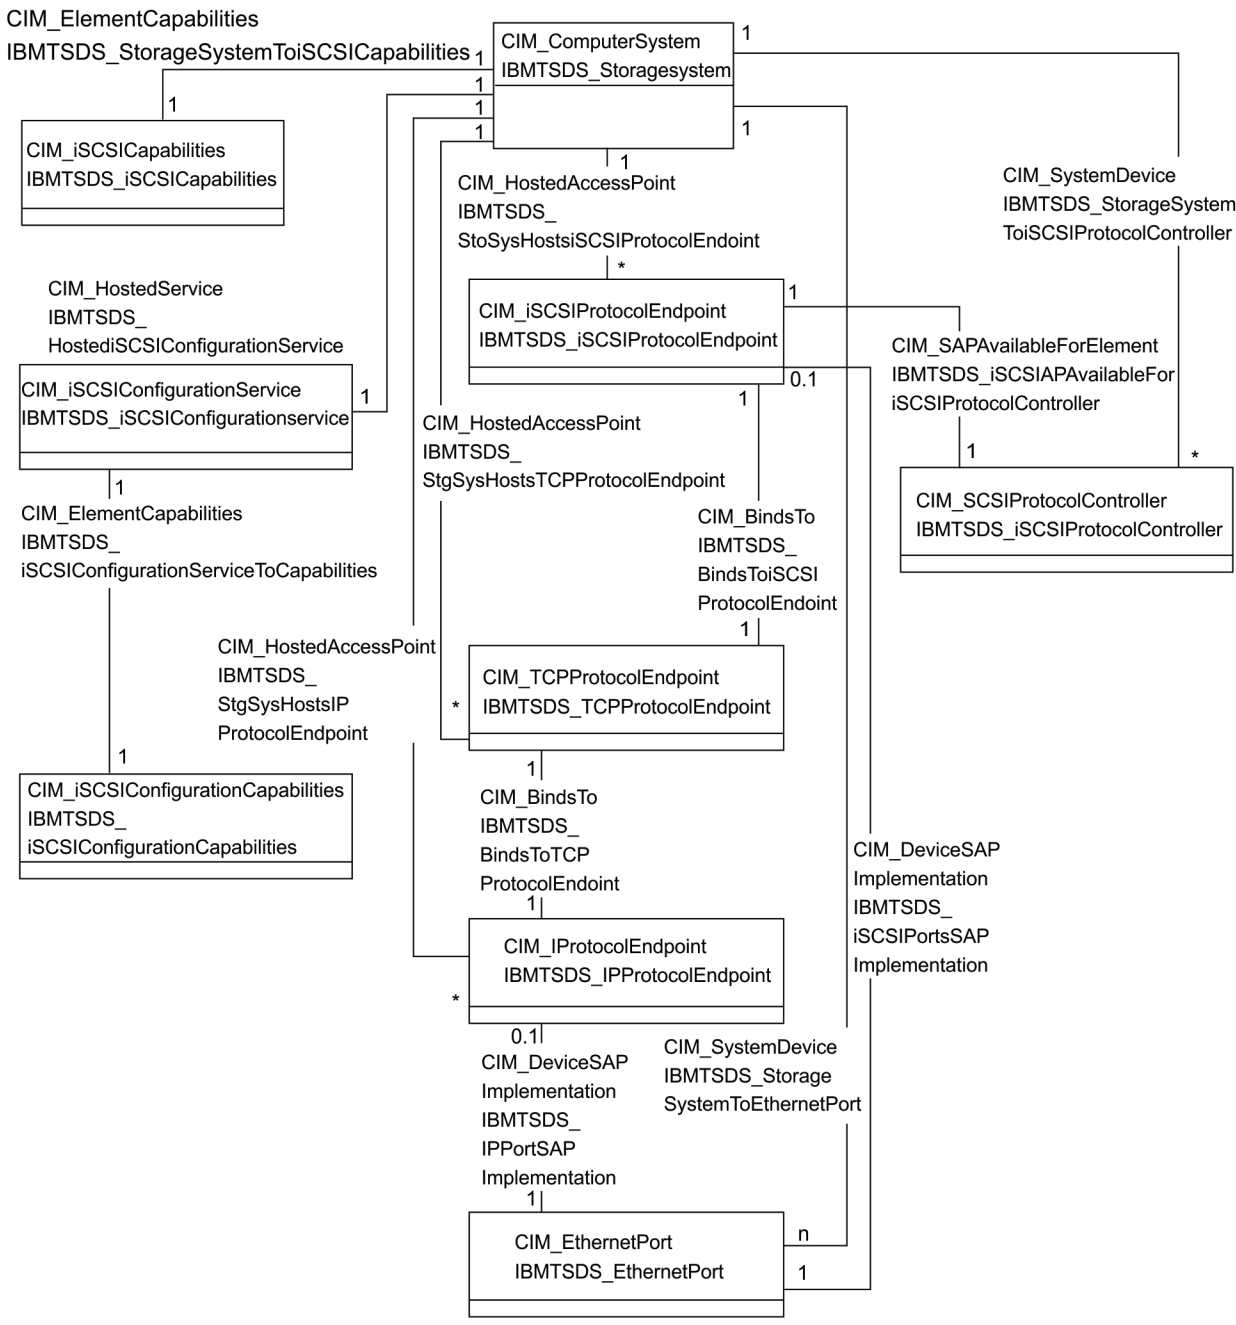 CIM_ElementCapabilities
IBMTSDS_StorageSystemToiSCSICapabilities
1
1
1
1
1
CIM_ComputerSystem
IBMTSDS_Storagesystem
1
1
1
CIM_iSCSICapabilities
IBMTSDS_iSCSICapabilities
CIM_HostedAccessPoint
IBMTSDS_
StoSysHostsiSCSIProtocolEndoint
*
CIM_SystemDevice
IBMTSDS_StorageSystem
ToiSCSIProtocolController
CIM_HostedService
IBMTSDS_
HostediSCSIConfigurationService
CIM_iSCSIProtocolEndpoint
IBMTSDS_iSCSIProtocolEndpoint
1
0.1
1
CIM_SAPAvailableForElement
IBMTSDS_iSCSIAPAvailableFor
iSCSIProtocolController
1
*
CIM_iSCSIConfigurationService
IBMTSDS_iSCSIConfigurationservice
1
1
CIM_HostedAccessPoint
IBMTSDS_
StgSysHostsTCPProtocolEndpoint
CIM_SCSIProtocolController
IBMTSDS_iSCSIProtocolController
CIM_ElementCapabilities
IBMTSDS_
iSCSIConfigurationServiceToCapabilities
CIM_BindsTo
IBMTSDS_
BindsToiSCSI
ProtocolEndoint
1
CIM_HostedAccessPoint
IBMTSDS_
StgSysHostsIP
ProtocolEndpoint
CIM_TCPProtocolEndpoint
IBMTSDS_TCPProtocolEndpoint
*
1
1
CIM_iSCSIConfigurationCapabilities
IBMTSDS_
iSCSIConfigurationCapabilities
CIM_BindsTo
IBMTSDS_
BindsToTCP
ProtocolEndoint
1
CIM_DeviceSAP
Implementation
IBMTSDS_
iSCSIPortsSAP
Implementation
CIM_IProtocolEndpoint
IBMTSDS_IPProtocolEndpoint
*
0.1
CIM_DeviceSAP
Implementation
IBMTSDS_
IPPortSAP
Implementation
1
CIM_SystemDevice
IBMTSDS_Storage
SystemToEthernetPort
CIM_EthernetPort
IBMTSDS_EthernetPort
n
1